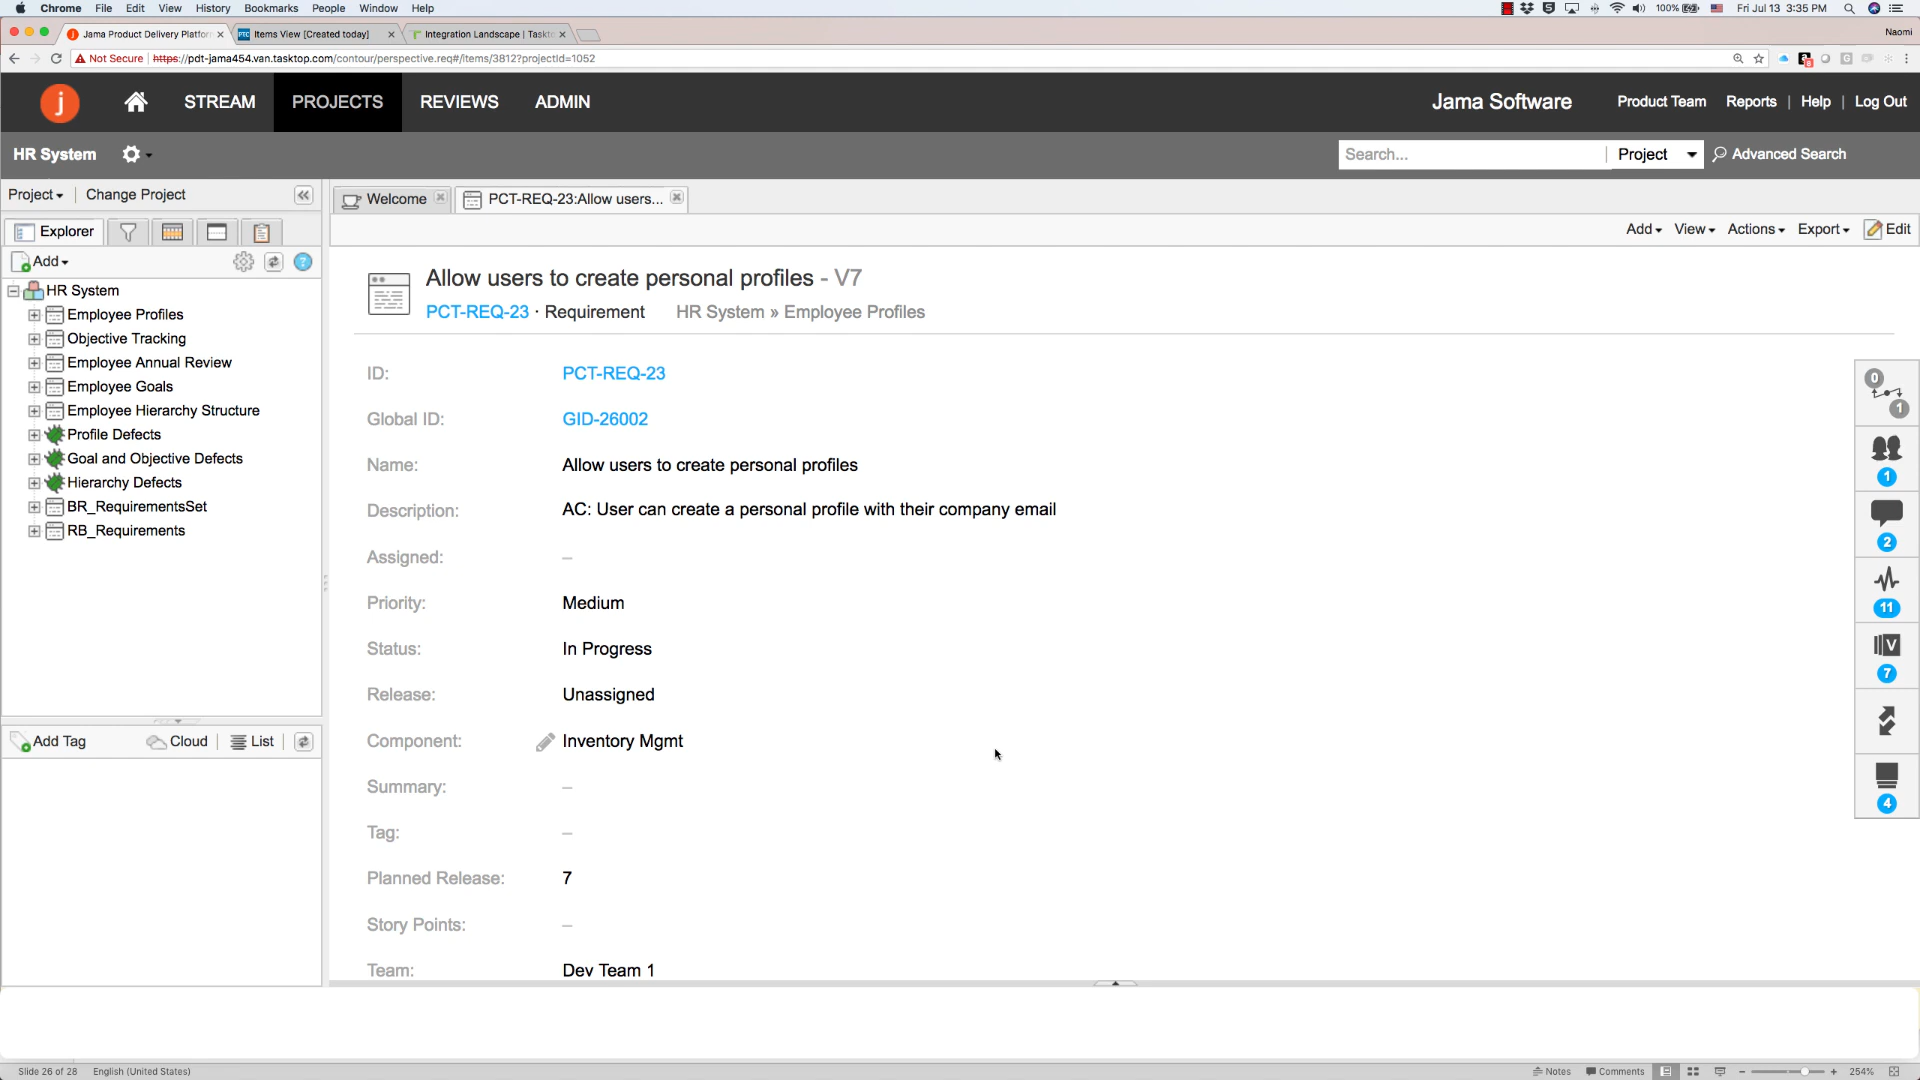 Chrome File Edit View History Bookmarks People Window Help 100% Fri Jul 13 3:35 PM
Jama Product Delivery Platfor Items View [Created today] Integration Landscape | Taskto Naomi
Not Secure https://pdt-jama454.van.tasktop.com/contour/perspective.req#/items/3812?projectId=1052
j STREAM PROJECTS REVIEWS ADMIN Jama Software Product Team Reports | Help | Log Out
HR System Search... Project Advanced Search
Project Change Project Welcome PCT-REQ-23:Allow users...
Explorer Add View Actions Export Edit
Add
HR System
Employee Profiles
Objective Tracking
Employee Annual Review
Employee Goals
Employee Hierarchy Structure
Profile Defects
Goal and Objective Defects
Hierarchy Defects
BR_RequirementsSet
RB_Requirements
Add Tag Cloud List
Allow users to create personal profiles - V7
PCT-REQ-23 · Requirement HR System » Employee Profiles
ID: PCT-REQ-23
Global ID: GID-26002
Name: Allow users to create personal profiles
Description: AC: User can create a personal profile with their company email
Assigned: –
Priority: Medium
Status: In Progress
Release: Unassigned
Component: Inventory Mgmt
Summary: –
Tag: –
Planned Release: 7
Story Points: –
Team: Dev Team 1
0
1
1
2
11
V
7
4
Slide 26 of 28 English (United States) Notes Comments 254%